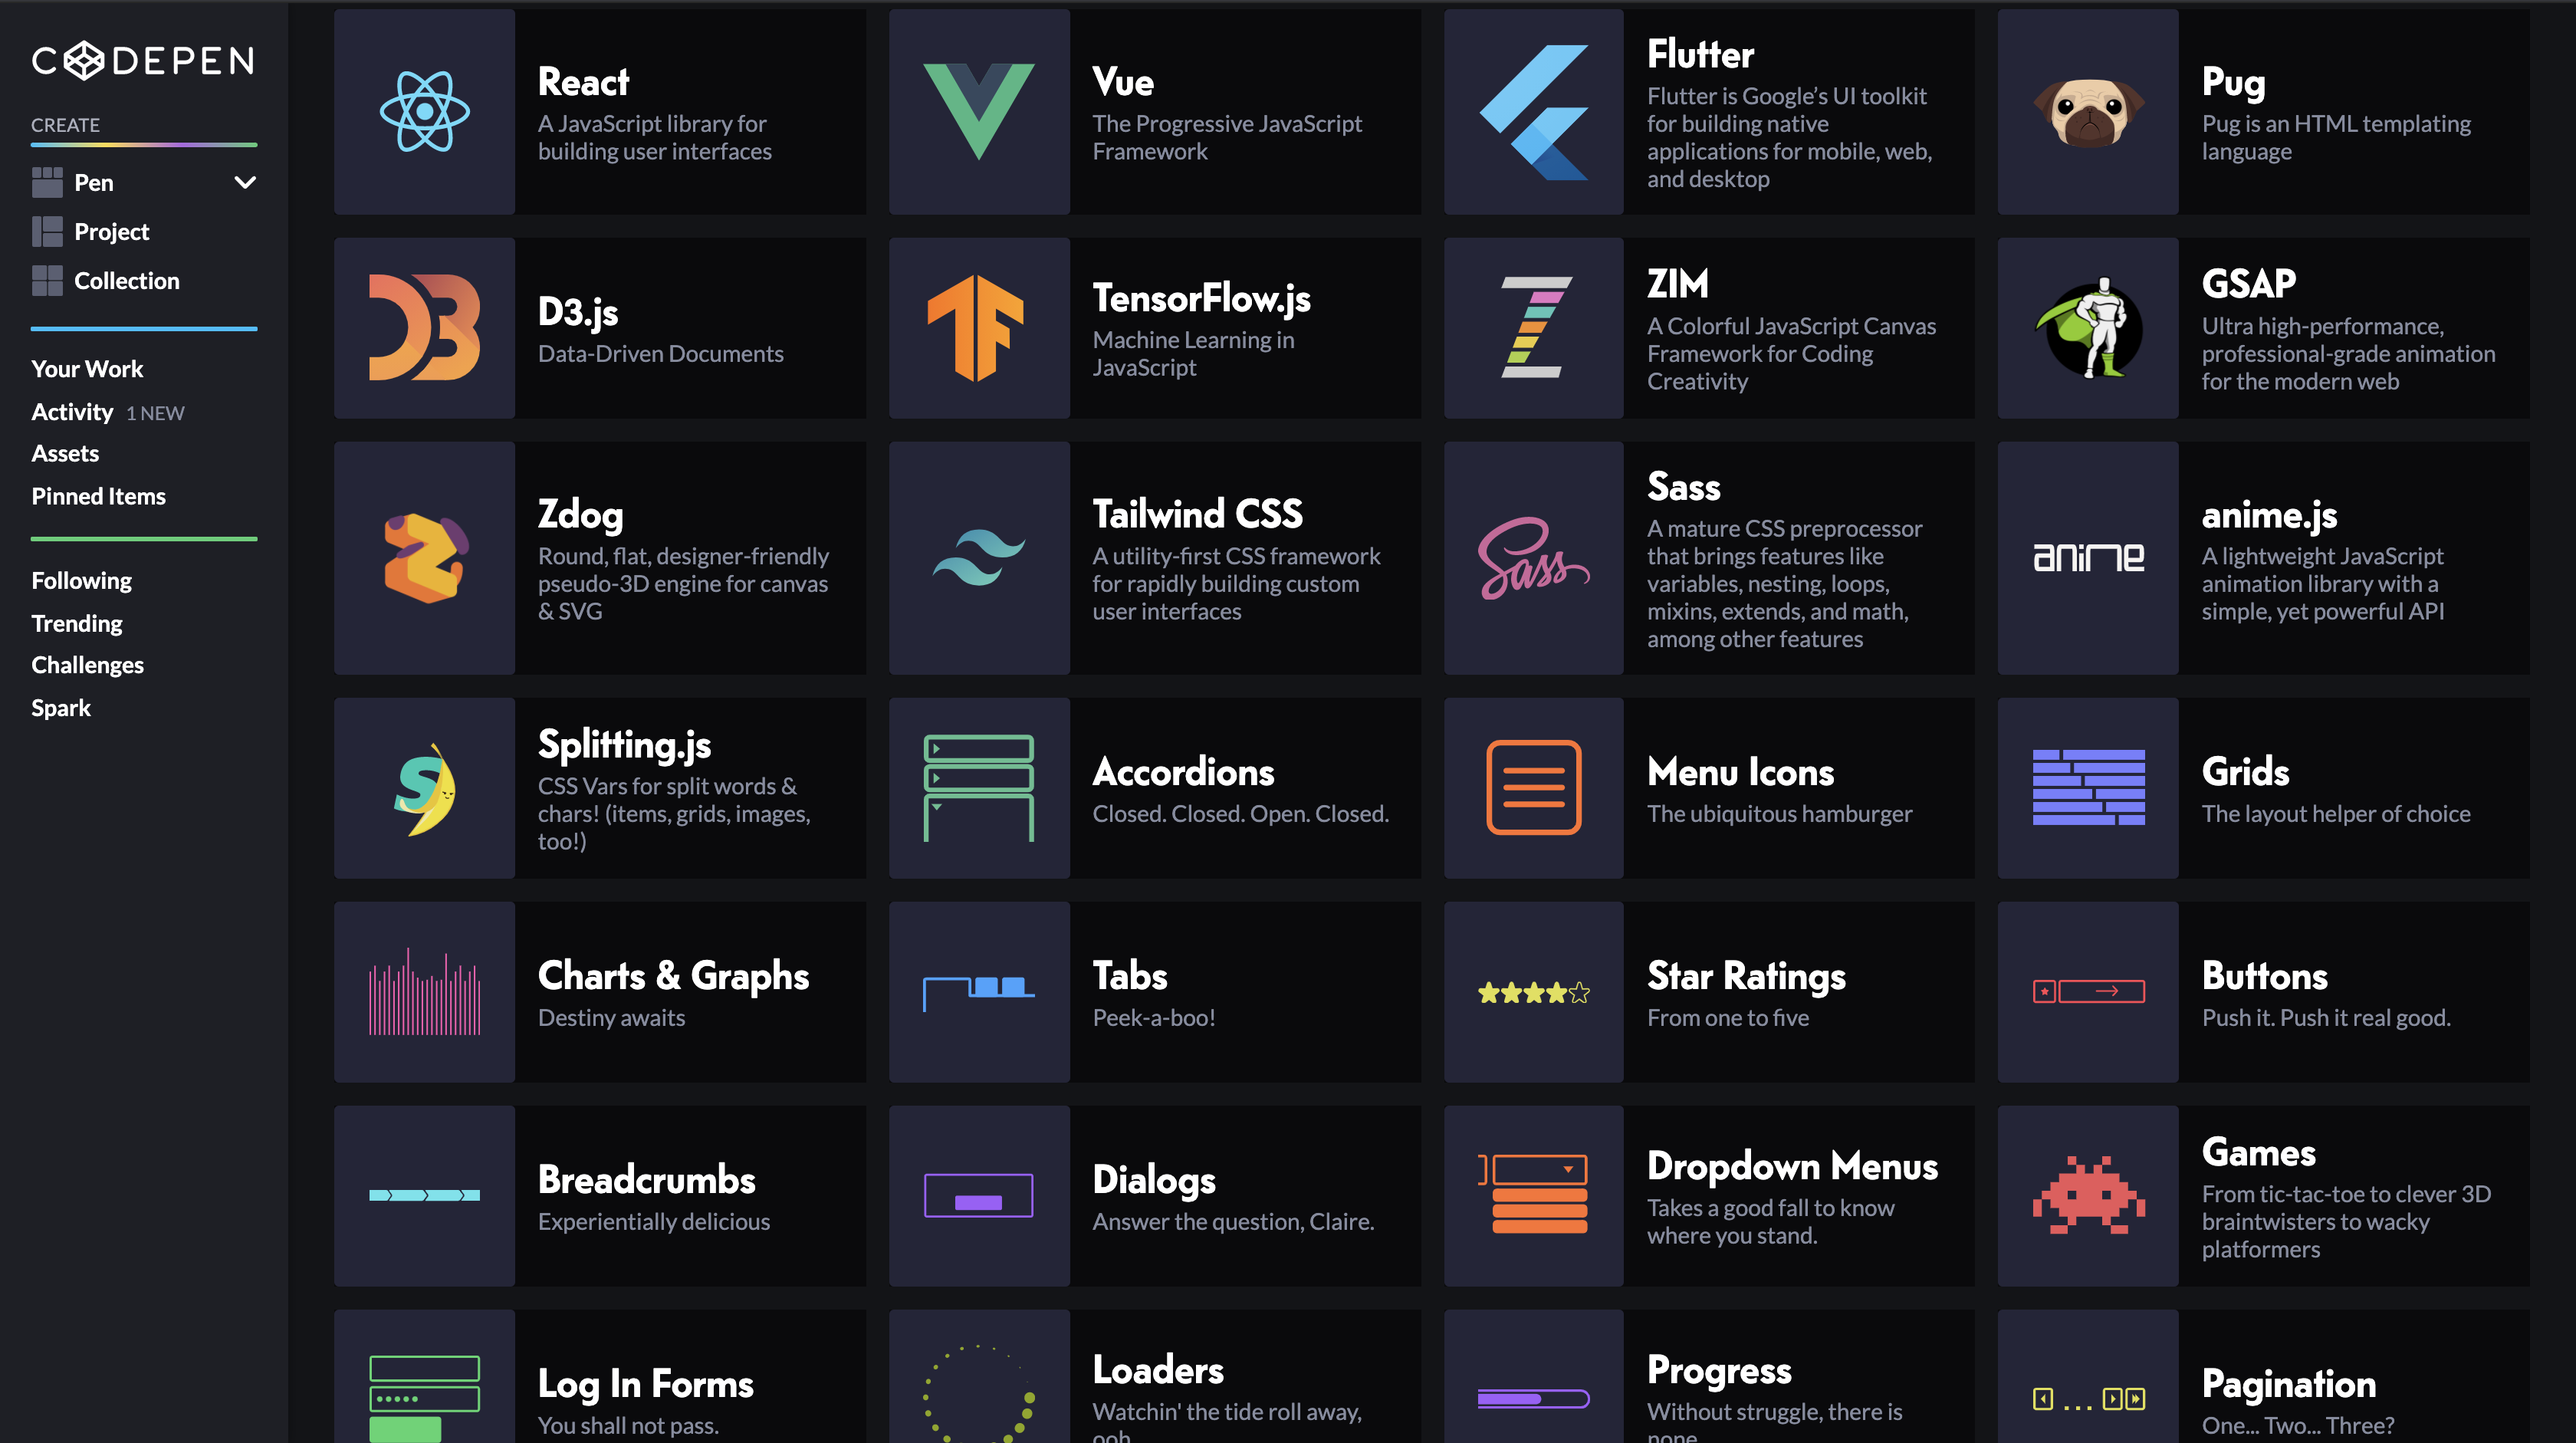 CODEPEN
CREATE
Pen
Project
Collection
Your Work
Activity 1 NEW
Assets
Pinned Items
Following
Trending
Challenges
Spark
React
A JavaScript library for
building user interfaces
Vue
The Progressive JavaScript
Framework
Flutter
Flutter is Google’s UI toolkit
for building native
applications for mobile, web,
and desktop
Pug
Pug is an HTML templating
language
D3
D3.js
Data-Driven Documents
TF
TensorFlow.js
Machine Learning in
JavaScript
Z
ZIM
A Colorful JavaScript Canvas
Framework for Coding
Creativity
GSAP
Ultra high-performance,
professional-grade animation
for the modern web
Z
Zdog
Round, flat, designer-friendly
pseudo-3D engine for canvas
& SVG
Tailwind CSS
A utility-first CSS framework
for rapidly building custom
user interfaces
Sass
Sass
A mature CSS preprocessor
that brings features like
variables, nesting, loops,
mixins, extends, and math,
among other features
anime
anime.js
A lightweight JavaScript
animation library with a
simple, yet powerful API
S
Splitting.js
CSS Vars for split words &
chars! (items, grids, images,
too!)
Accordions
Closed. Closed. Open. Closed.
Menu Icons
The ubiquitous hamburger
Grids
The layout helper of choice
Charts & Graphs
Destiny awaits
Tabs
Peek-a-boo!
Star Ratings
From one to five
Buttons
Push it. Push it real good.
Breadcrumbs
Experientially delicious
Dialogs
Answer the question, Claire.
Dropdown Menus
Takes a good fall to know
where you stand.
Games
From tic-tac-toe to clever 3D
braintwisters to wacky
platformers
Log In Forms
You shall not pass.
Loaders
Watchin' the tide roll away,
ooh
Progress
Without struggle, there is
none
...
Pagination
One... Two... Three?